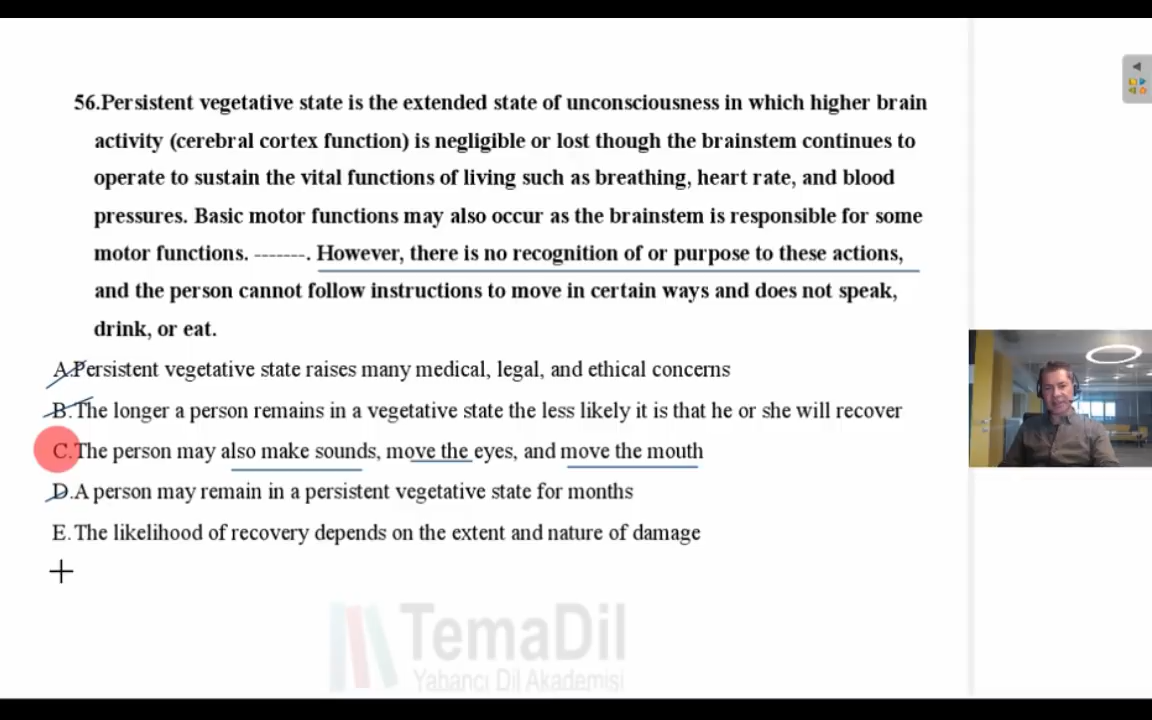 56.Persistent vegetative state is the extended state of unconsciousness in which higher brain
activity (cerebral cortex function) is negligible or lost though the brainstem continues to
operate to sustain the vital functions of living such as breathing, heart rate, and blood
pressures. Basic motor functions may also occur as the brainstem is responsible for some
motor functions. -------. However, there is no recognition of or purpose to these actions,
and the person cannot follow instructions to move in certain ways and does not speak,
drink, or eat.
A.Persistent vegetative state raises many medical, legal, and ethical concerns
B.The longer a person remains in a vegetative state the less likely it is that he or she will recover
C.The person may also make sounds, move the eyes, and move the mouth
D.A person may remain in a persistent vegetative state for months
E.The likelihood of recovery depends on the extent and nature of damage
TemaDil
Yabancı Dil Akademisi